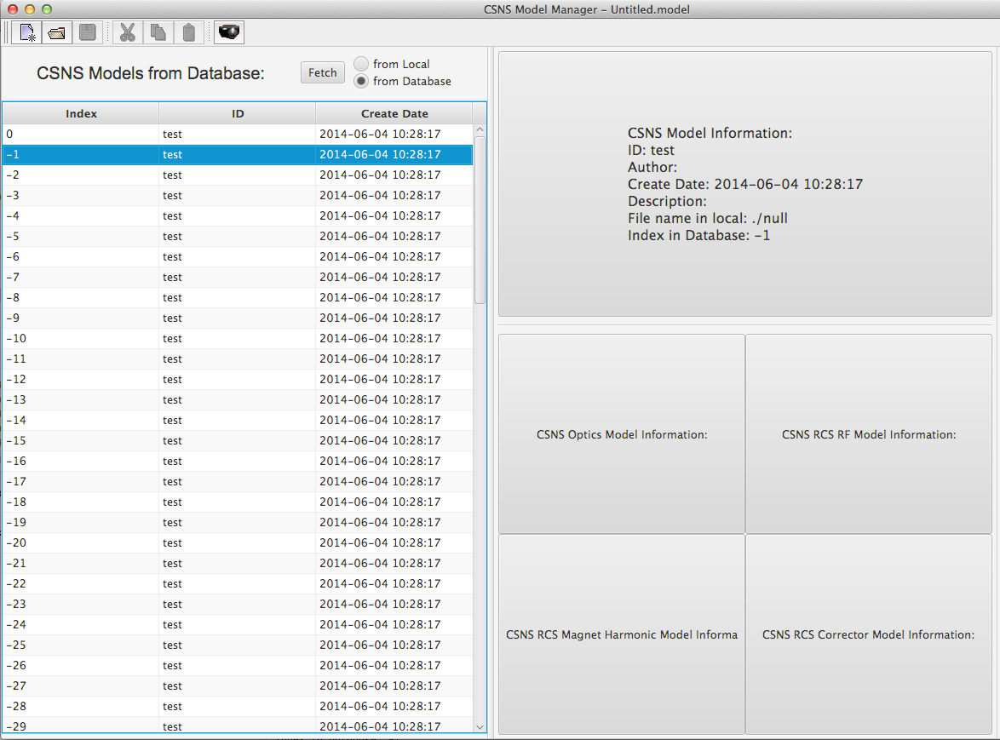 CSNS Model Manager – Untitled.model
CSNS Models from Database:
Fetch
from Local
from Database
Index ID Create Date
0 test 2014-06-04 10:28:17
-1 test 2014-06-04 10:28:17
-2 test 2014-06-04 10:28:17
-3 test 2014-06-04 10:28:17
-4 test 2014-06-04 10:28:17
-5 test 2014-06-04 10:28:17
-6 test 2014-06-04 10:28:17
-7 test 2014-06-04 10:28:17
-8 test 2014-06-04 10:28:17
-9 test 2014-06-04 10:28:17
-10 test 2014-06-04 10:28:17
-11 test 2014-06-04 10:28:17
-12 test 2014-06-04 10:28:17
-13 test 2014-06-04 10:28:17
-14 test 2014-06-04 10:28:17
-15 test 2014-06-04 10:28:17
-16 test 2014-06-04 10:28:17
-17 test 2014-06-04 10:28:17
-18 test 2014-06-04 10:28:17
-19 test 2014-06-04 10:28:17
-20 test 2014-06-04 10:28:17
-21 test 2014-06-04 10:28:17
-22 test 2014-06-04 10:28:17
-23 test 2014-06-04 10:28:17
-24 test 2014-06-04 10:28:17
-25 test 2014-06-04 10:28:17
-26 test 2014-06-04 10:28:17
-27 test 2014-06-04 10:28:17
-28 test 2014-06-04 10:28:17
-29 test 2014-06-04 10:28:17
CSNS Model Information:
ID: test
Author:
Create Date: 2014-06-04 10:28:17
Description:
File name in local: ./null
Index in Database: -1
CSNS Optics Model Information:
CSNS RCS RF Model Information:
CSNS RCS Magnet Harmonic Model Informa
CSNS RCS Corrector Model Information: